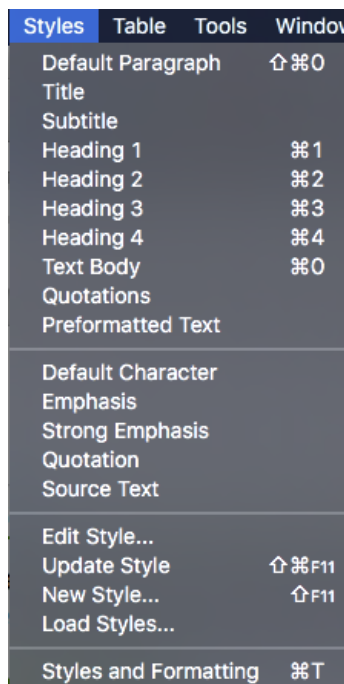 Styles Table Tools Window
Default Paragraph ⇧⌘0
Title
Subtitle
Heading 1 ⌘1
Heading 2 ⌘2
Heading 3 ⌘3
Heading 4 ⌘4
Text Body ⌘0
Quotations
Preformatted Text
Default Character
Emphasis
Strong Emphasis
Quotation
Source Text
Edit Style...
Update Style ⇧⌘F11
New Style... ⇧F11
Load Styles...
Styles and Formatting ⌘T